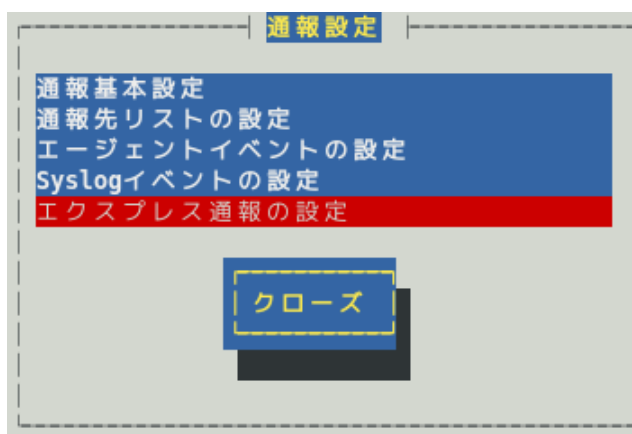 通報設定
通報基本設定
通報先リストの設定
エージェントイベントの設定
Syslogイベントの設定
エクスプレス通報の設定
クローズ